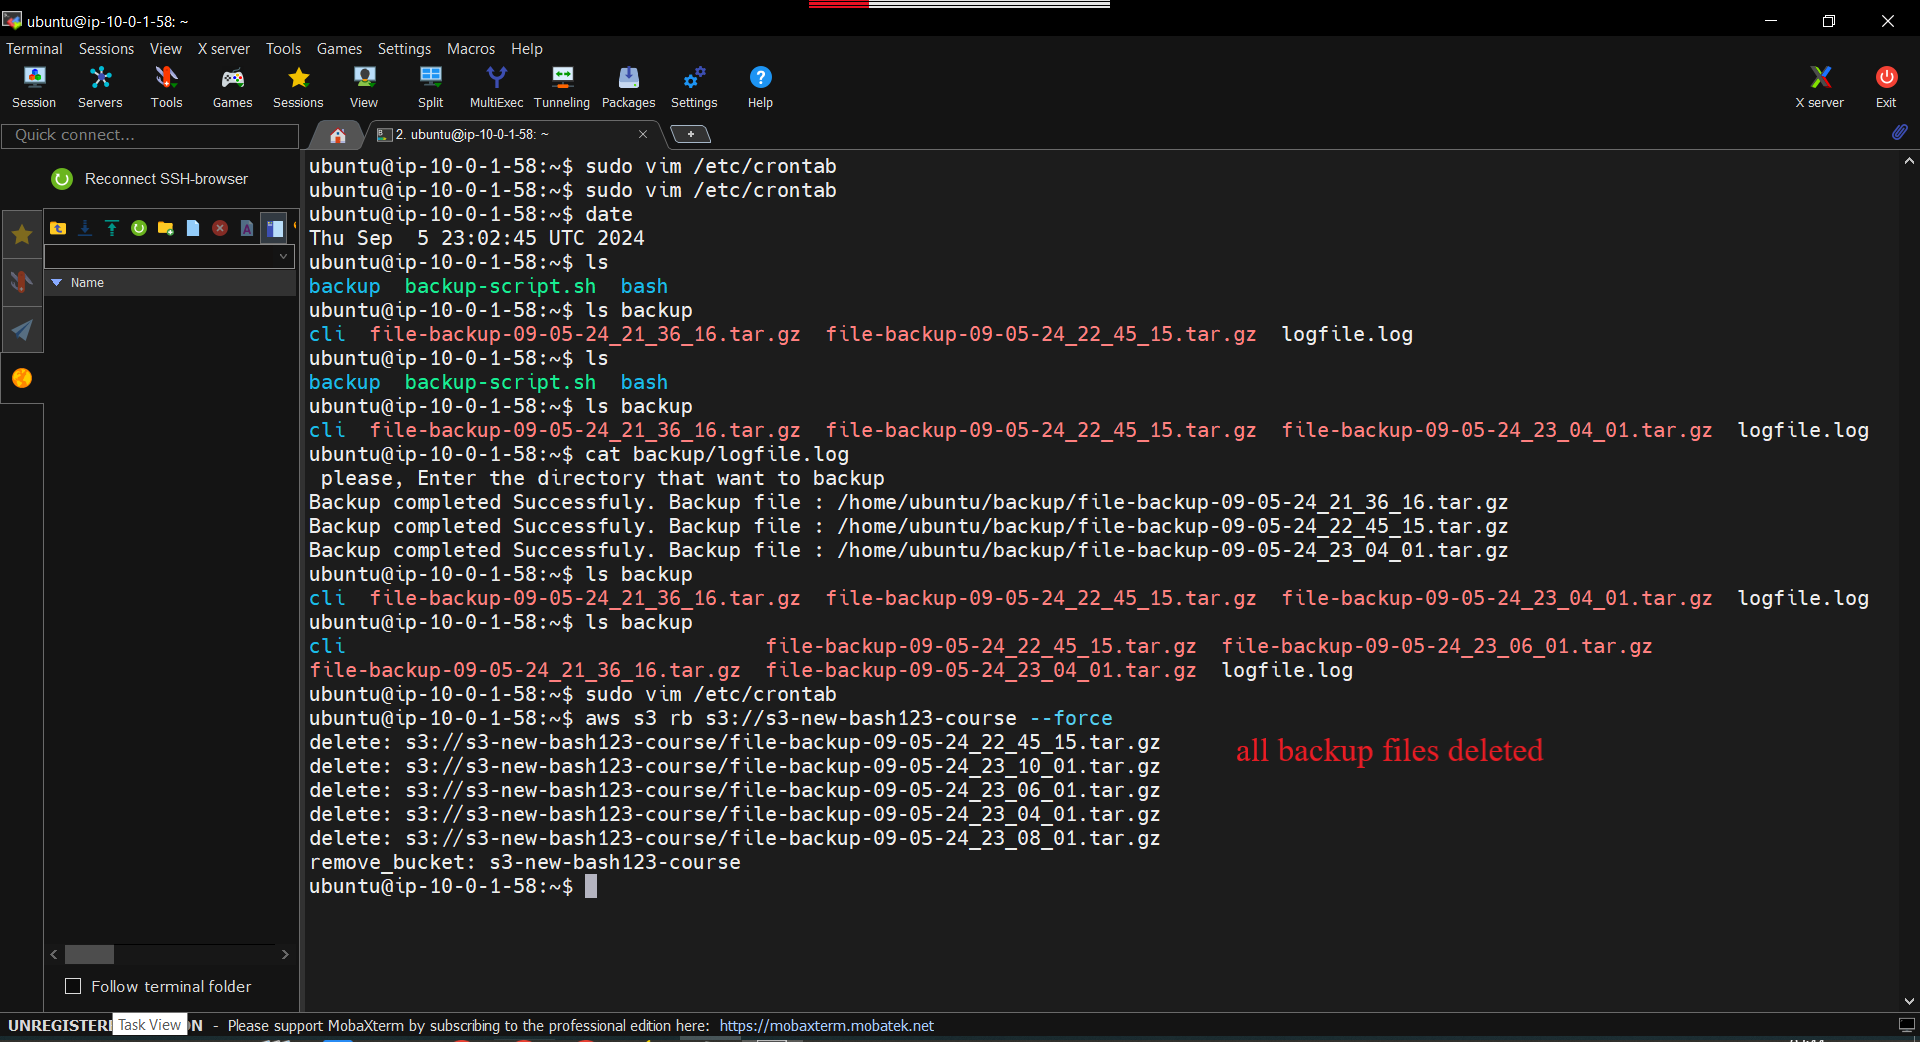 ubuntu@ip-10-0-1-58: ~
Terminal Sessions View X server Tools Games Settings Macros Help
Session Servers Tools Games Sessions View Split MultiExec Tunneling Packages Settings Help X server Exit
Quick connect...
2. ubuntu@ip-10-0-1-58: ~
Reconnect SSH-browser
Name
ubuntu@ip-10-0-1-58:~$ sudo vim /etc/crontab
ubuntu@ip-10-0-1-58:~$ sudo vim /etc/crontab
ubuntu@ip-10-0-1-58:~$ date
Thu Sep  5 23:02:45 UTC 2024
ubuntu@ip-10-0-1-58:~$ ls
backup  backup-script.sh  bash
ubuntu@ip-10-0-1-58:~$ ls backup
cli  file-backup-09-05-24_21_36_16.tar.gz  file-backup-09-05-24_22_45_15.tar.gz  logfile.log
ubuntu@ip-10-0-1-58:~$ ls
backup  backup-script.sh  bash
ubuntu@ip-10-0-1-58:~$ ls backup
cli  file-backup-09-05-24_21_36_16.tar.gz  file-backup-09-05-24_22_45_15.tar.gz  file-backup-09-05-24_23_04_01.tar.gz  logfile.log
ubuntu@ip-10-0-1-58:~$ cat backup/logfile.log
 please, Enter the directory that want to backup
Backup completed Successfuly. Backup file : /home/ubuntu/backup/file-backup-09-05-24_21_36_16.tar.gz
Backup completed Successfuly. Backup file : /home/ubuntu/backup/file-backup-09-05-24_22_45_15.tar.gz
Backup completed Successfuly. Backup file : /home/ubuntu/backup/file-backup-09-05-24_23_04_01.tar.gz
ubuntu@ip-10-0-1-58:~$ ls backup
cli  file-backup-09-05-24_21_36_16.tar.gz  file-backup-09-05-24_22_45_15.tar.gz  file-backup-09-05-24_23_04_01.tar.gz  logfile.log
ubuntu@ip-10-0-1-58:~$ ls backup
cli  file-backup-09-05-24_22_45_15.tar.gz  file-backup-09-05-24_23_06_01.tar.gz
file-backup-09-05-24_21_36_16.tar.gz  file-backup-09-05-24_23_04_01.tar.gz  logfile.log
ubuntu@ip-10-0-1-58:~$ sudo vim /etc/crontab
ubuntu@ip-10-0-1-58:~$ aws s3 rb s3://s3-new-bash123-course --force
delete: s3://s3-new-bash123-course/file-backup-09-05-24_22_45_15.tar.gz
all backup files deleted
delete: s3://s3-new-bash123-course/file-backup-09-05-24_23_10_01.tar.gz
delete: s3://s3-new-bash123-course/file-backup-09-05-24_23_06_01.tar.gz
delete: s3://s3-new-bash123-course/file-backup-09-05-24_23_04_01.tar.gz
delete: s3://s3-new-bash123-course/file-backup-09-05-24_23_08_01.tar.gz
remove_bucket: s3-new-bash123-course
ubuntu@ip-10-0-1-58:~$
Follow terminal folder
Task View
- Please support MobaXterm by subscribing to the professional edition here: https://mobaxterm.mobatek.net